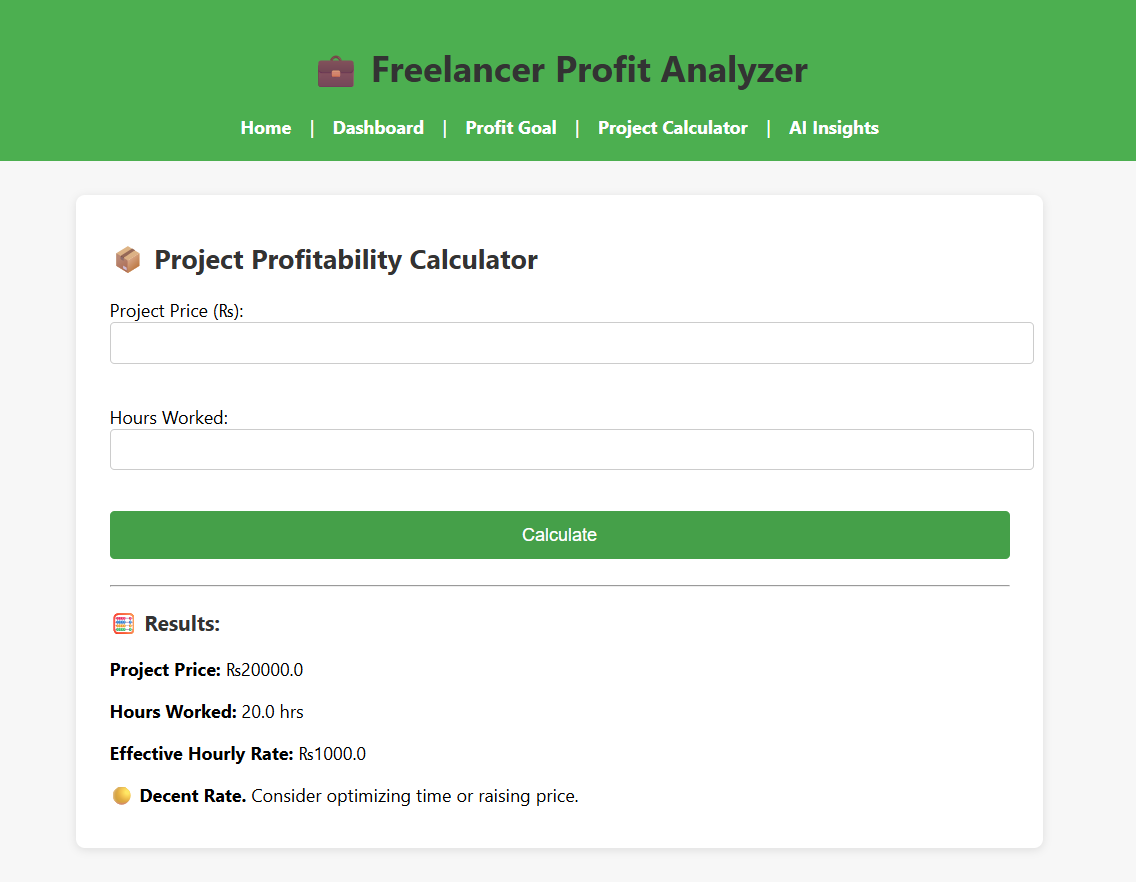 💼 Freelancer Profit Analyzer
Home | Dashboard | Profit Goal | Project Calculator | AI Insights
📦 Project Profitability Calculator
Project Price (₨):
Hours Worked:
Calculate
🧮 Results:
Project Price: ₨20000.0
Hours Worked: 20.0 hrs
Effective Hourly Rate: ₨1000.0
🟡 Decent Rate. Consider optimizing time or raising price.